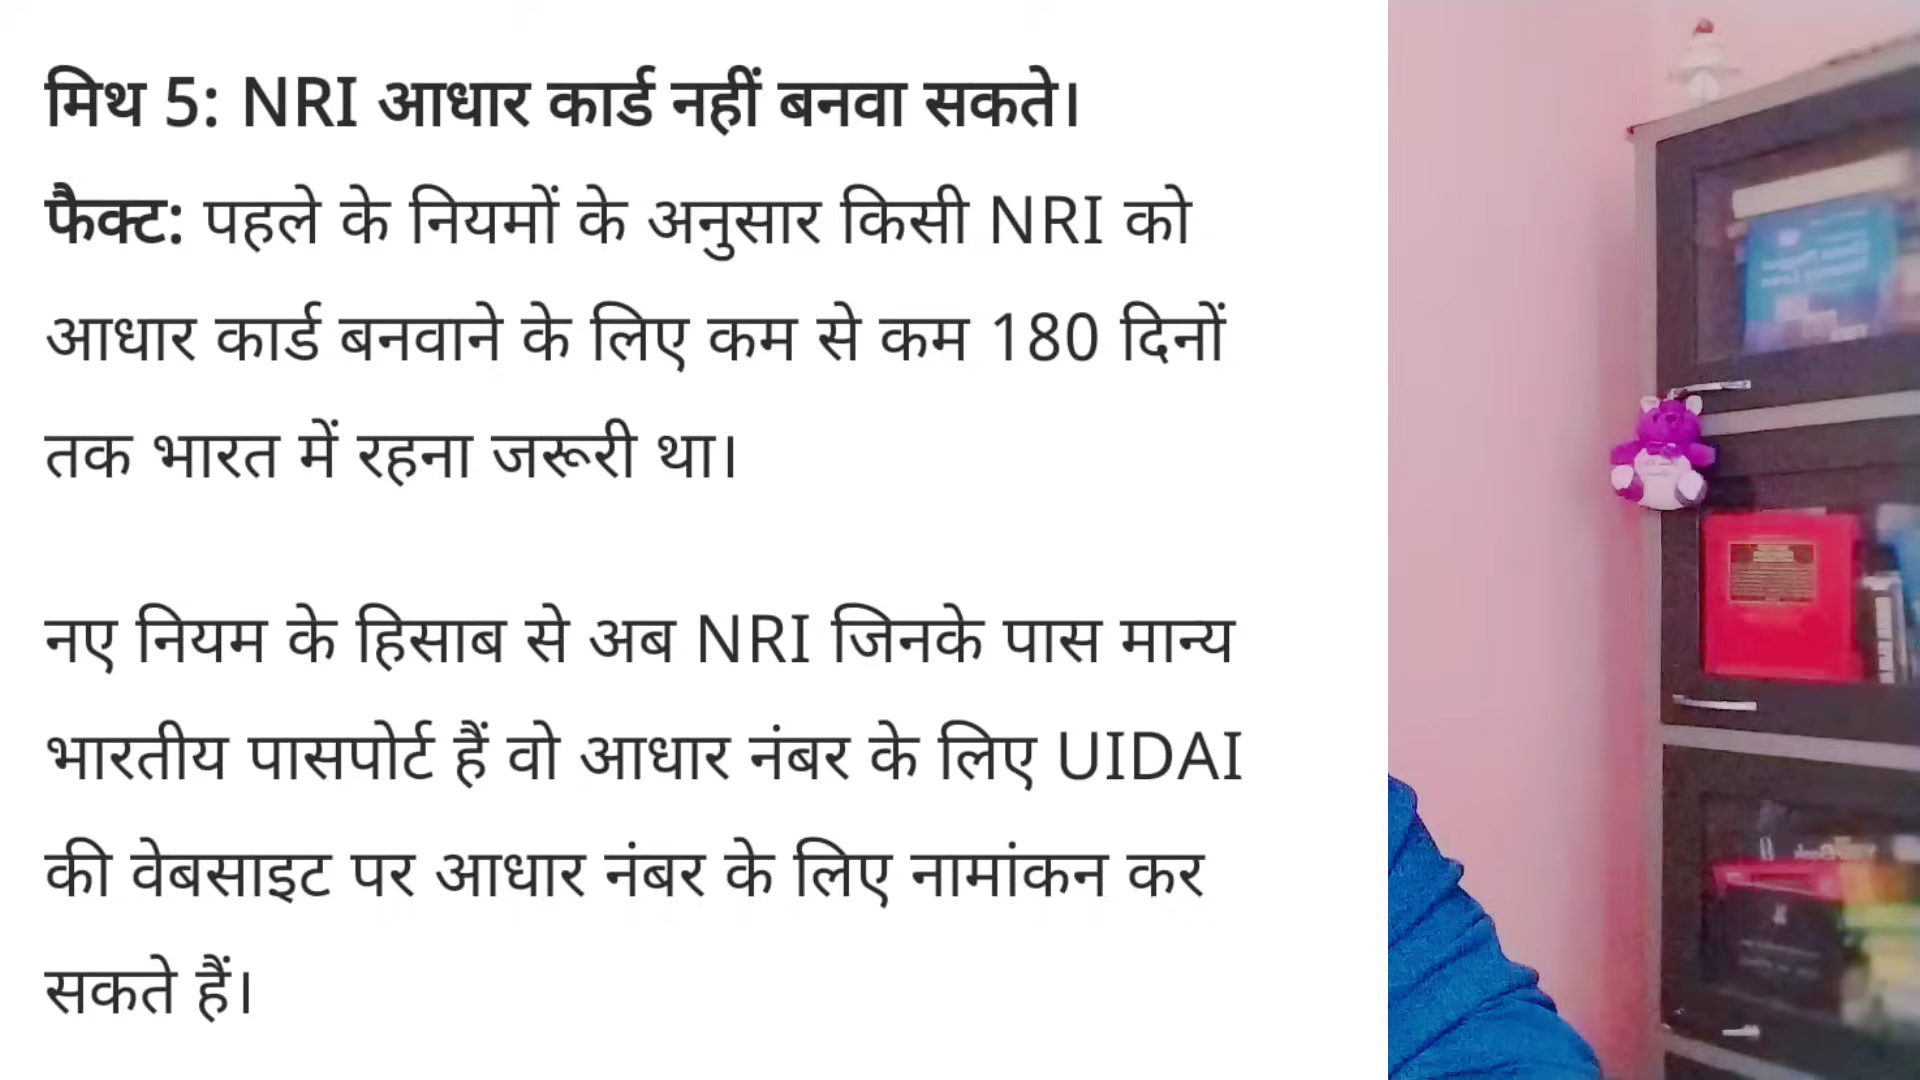 मिथ 5: NRI आधार कार्ड नहीं बनवा सकते।
फैक्ट: पहले के नियमों के अनुसार किसी NRI को
आधार कार्ड बनवाने के लिए कम से कम 180 दिनों
तक भारत में रहना जरूरी था।
नए नियम के हिसाब से अब NRI जिनके पास मान्य
भारतीय पासपोर्ट हैं वो आधार नंबर के लिए UIDAI
की वेबसाइट पर आधार नंबर के लिए नामांकन कर
सकते हैं।